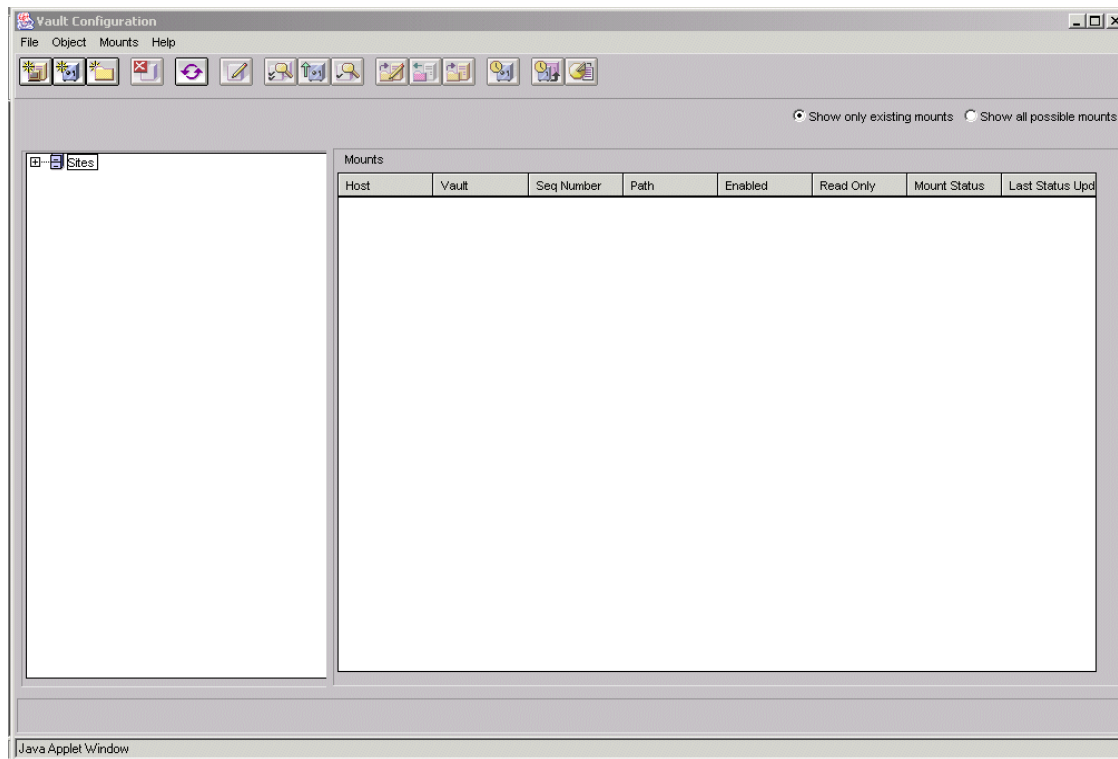 Vault Configuration
File Object Mounts Help
Show only existing mounts Show all possible mounts
Sites
Mounts
Host Vault Seq Number Path Enabled Read Only Mount Status Last Status Upd
Java Applet Window